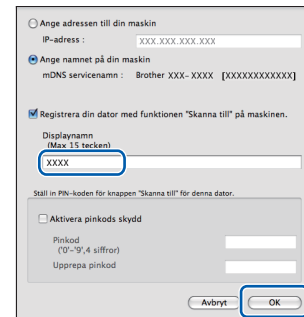 Ange adressen till din maskin
IP-adress : XXX.XXX.XXX.XXX
Ange namnet på din maskin
mDNS servicenamn : Brother XXX-XXXX [XXXXXXXXXXXX]
Registrera din dator med funktionen "Skanna till" på maskinen.
Displaynamn
(Max 15 tecken)
XXXX
Ställ in PIN-koden för knappen "Skanna till" för denna dator.
Aktivera pinkods skydd
Pinkod
('0'-'9',4 siffror)
Upprepa pinkod
Avbryt OK